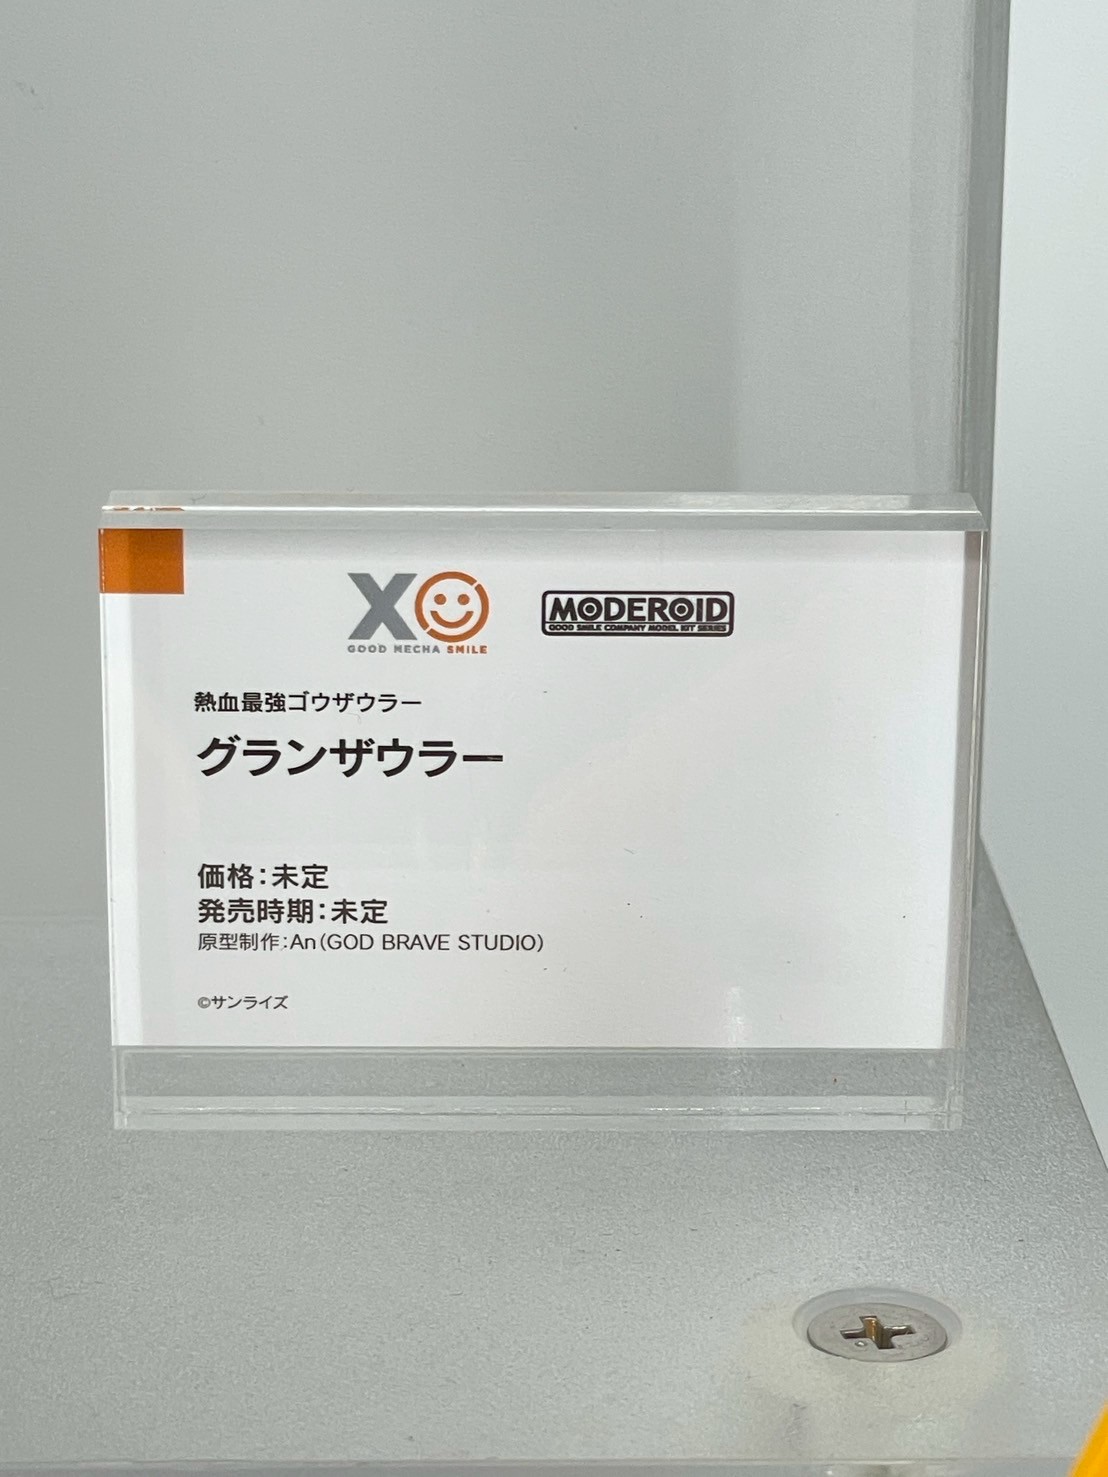 XO
GOOD MECHA SMILE
MODEROID
GOOD SMILE COMPANY MODEL KIT SERIES
熱血最強ゴウザウラー
グランザウラー
価格：未定
発売時期：未定
原型制作：An（GOD BRAVE STUDIO）
©サンライズ